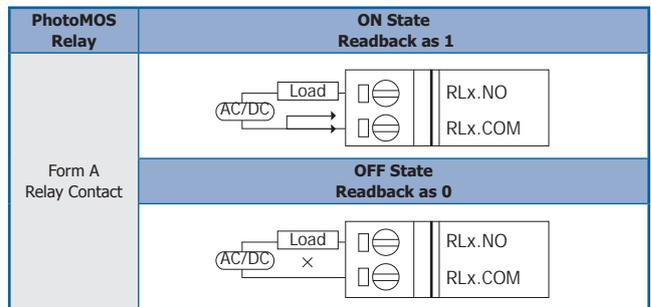 PhotoMOS
Relay
ON State
Readback as 1
Load
AC/DC
RLx.NO
RLx.COM
Form A
Relay Contact
OFF State
Readback as 0
Load
AC/DC
×
RLx.NO
RLx.COM